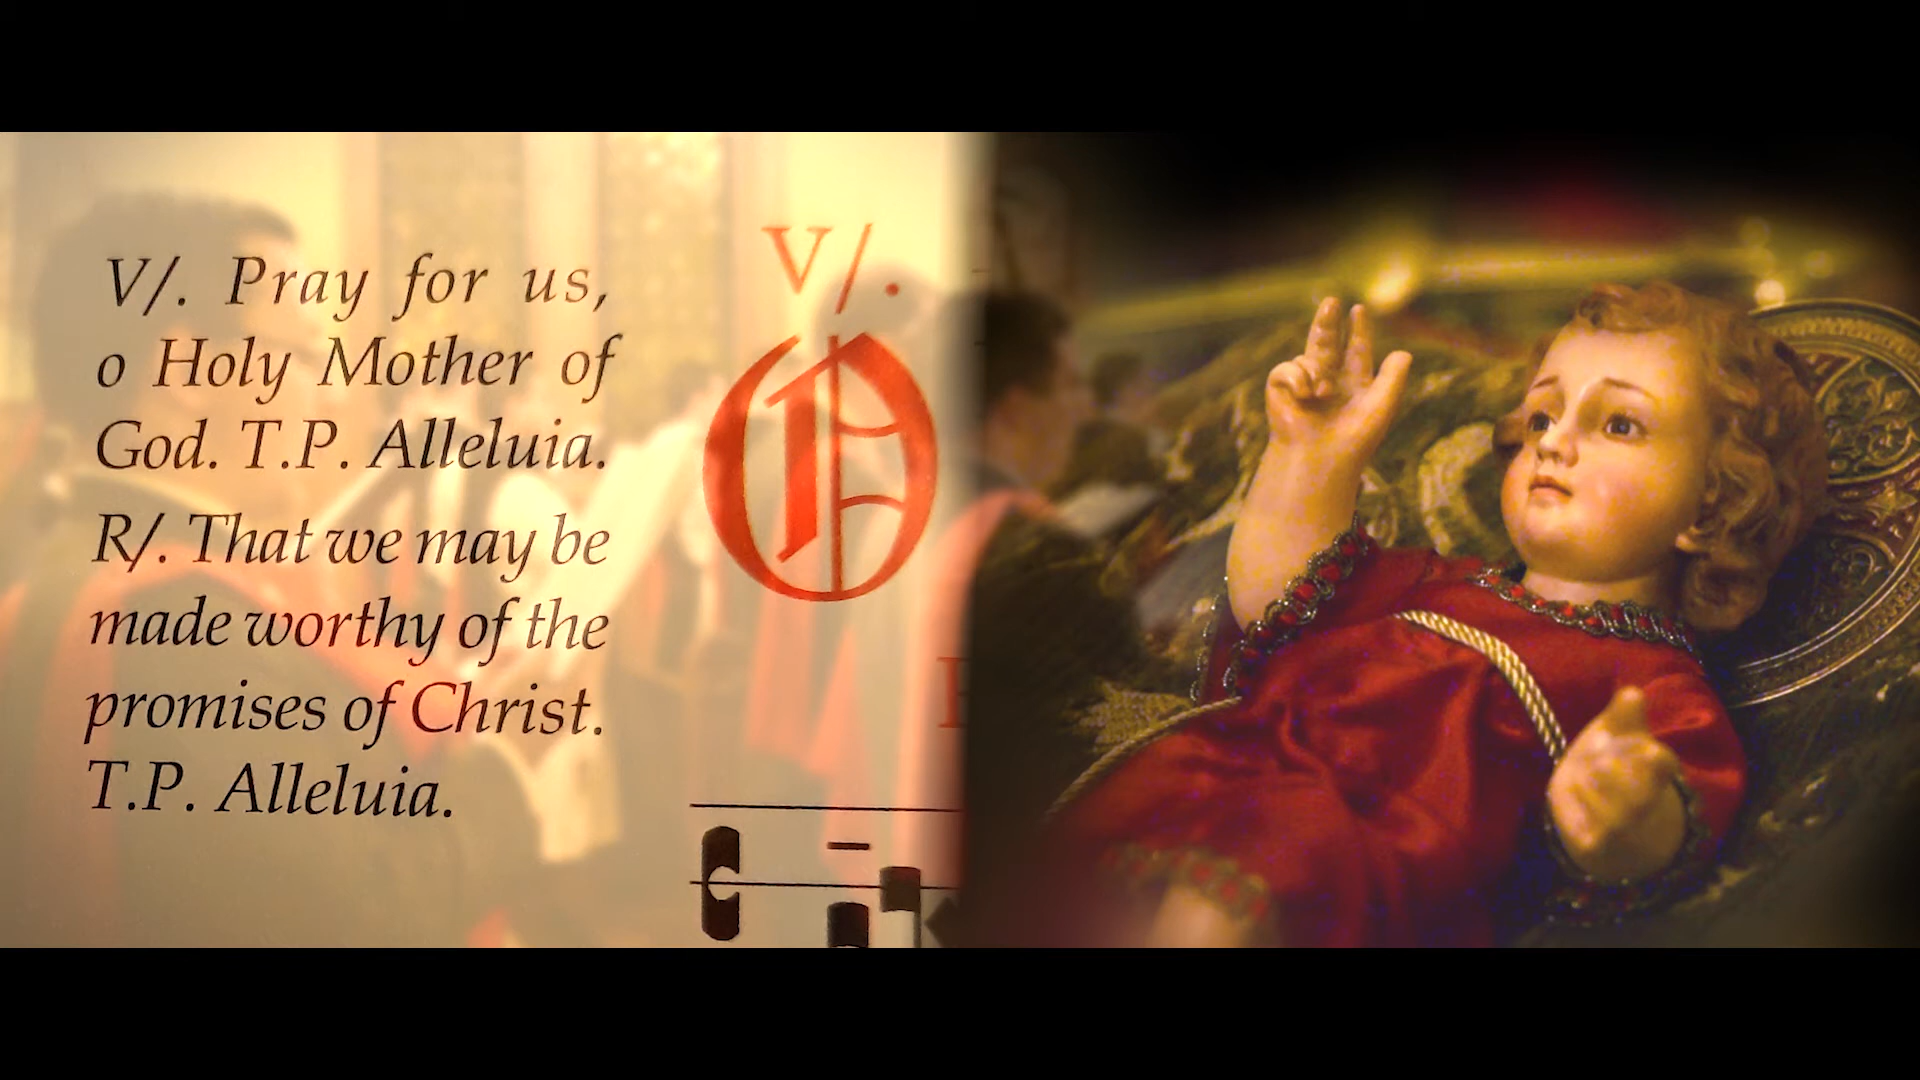 V/. Pray for us,
o Holy Mother of
God. T.P. Alleluia.
R/. That we may be
made worthy of the
promises of Christ.
T.P. Alleluia.
V/.
O